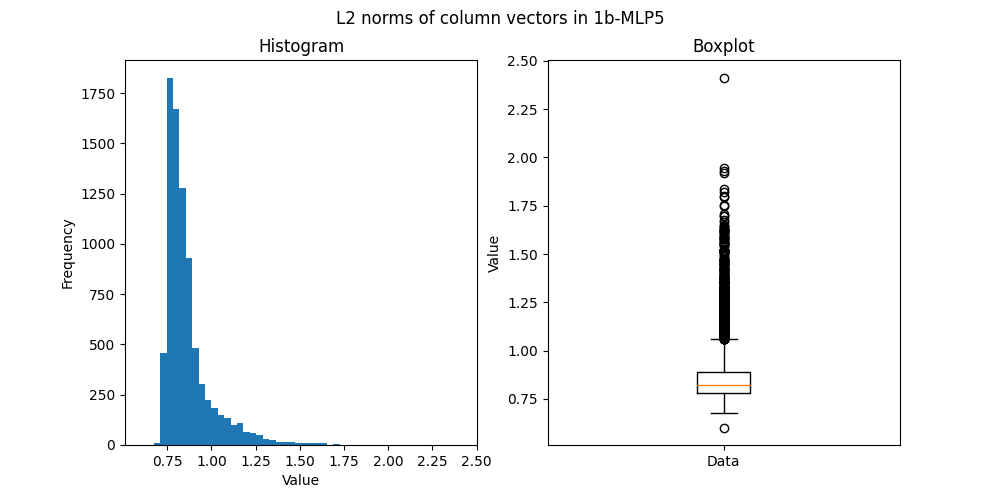 L2 norms of column vectors in 1b-MLP5
Histogram
Frequency
1750
1500
1250
1000
750
500
250
0
0.75 1.00 1.25 1.50 1.75 2.00 2.25 2.50
Value
Boxplot
Value
2.50
2.25
2.00
1.75
1.50
1.25
1.00
0.75
Data